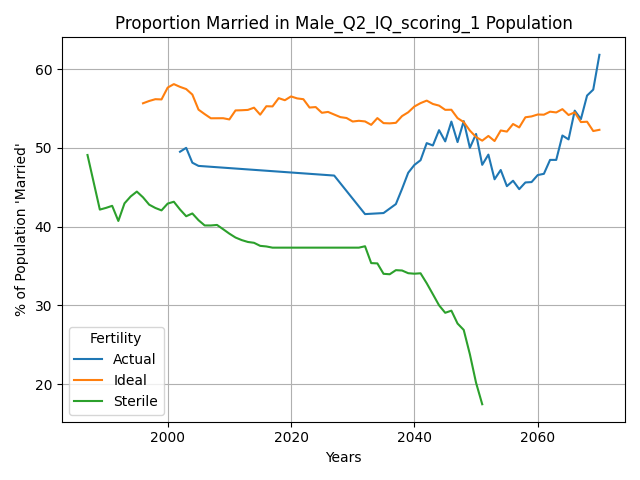 Proportion Married in Male_Q2_IQ_scoring_1 Population
% of Population 'Married'
60
50
40
30
20
Fertility
Actual
Ideal
Sterile
2000 2020 2040 2060
Years